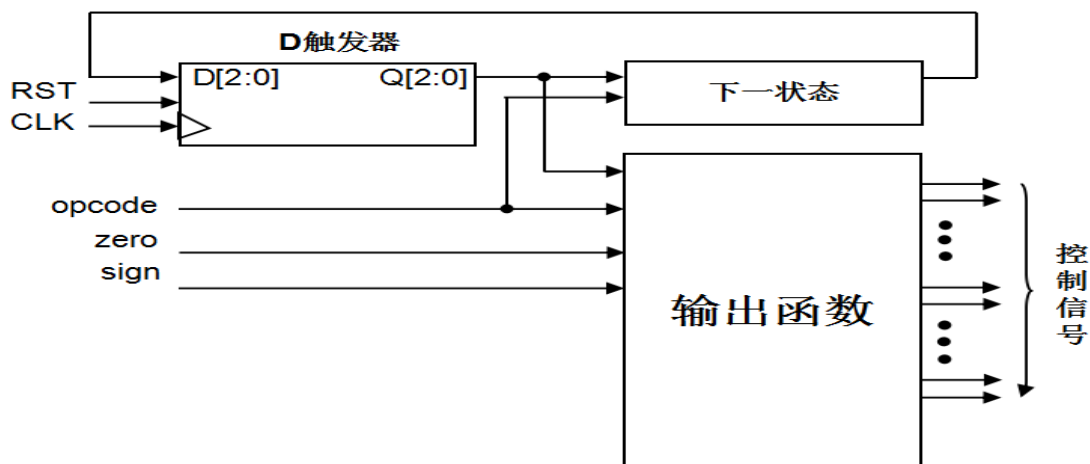 D触发器
D[2:0] Q[2:0]
RST
CLK
下一状态
opcode
zero
sign
输出函数
控制信号